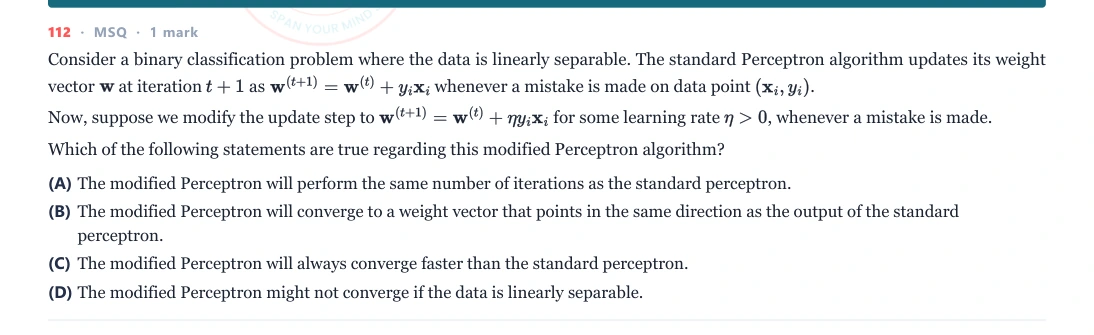 SPAN YOUR MIND
112 · MSQ · 1 mark
Consider a binary classification problem where the data is linearly separable. The standard Perceptron algorithm updates its weight
vector w at iteration t + 1 as w^(t+1) = w^(t) + y_i x_i whenever a mistake is made on data point (x_i, y_i).
Now, suppose we modify the update step to w^(t+1) = w^(t) + ηy_i x_i for some learning rate η > 0, whenever a mistake is made.
Which of the following statements are true regarding this modified Perceptron algorithm?
(A) The modified Perceptron will perform the same number of iterations as the standard perceptron.
(B) The modified Perceptron will converge to a weight vector that points in the same direction as the output of the standard
perceptron.
(C) The modified Perceptron will always converge faster than the standard perceptron.
(D) The modified Perceptron might not converge if the data is linearly separable.